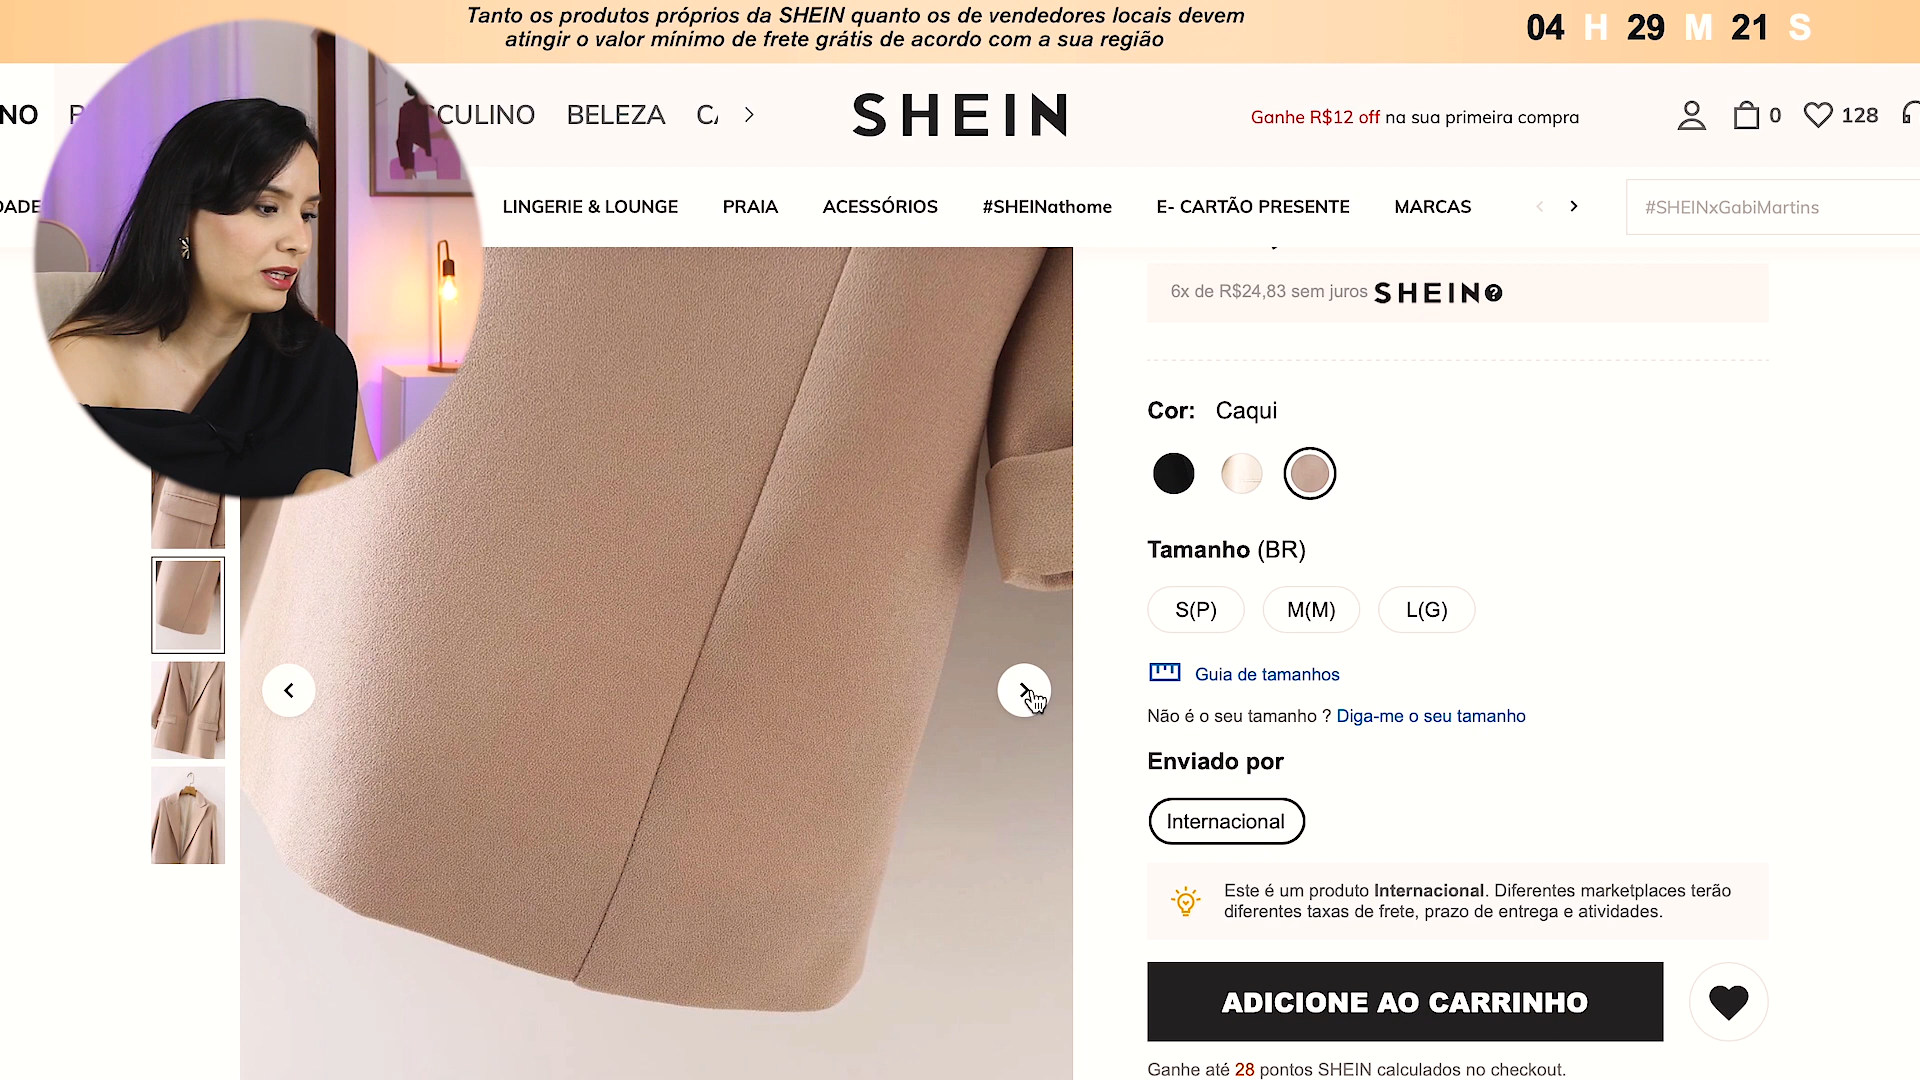 Tanto os produtos próprios da SHEIN quanto os de vendedores locais devem
atingir o valor mínimo de frete grátis de acordo com a sua região
04 H 29 M 21 S
BELEZA
SHEIN
Ganhe R$12 off na sua primeira compra
0
128
LINGERIE & LOUNGE
PRAIA
ACESSÓRIOS
#SHEINathome
E- CARTÃO PRESENTE
MARCAS
#SHEINxGabiMartins
6x de R$24,83 sem juros SHEIN?
Cor: Caqui
Tamanho (BR)
S(P)
M(M)
L(G)
Guia de tamanhos
Não é o seu tamanho ? Diga-me o seu tamanho
Enviado por
Internacional
Este é um produto Internacional. Diferentes marketplaces terão
diferentes taxas de frete, prazo de entrega e atividades.
ADICIONE AO CARRINHO
Ganhe até 28 pontos SHEIN calculados no checkout.